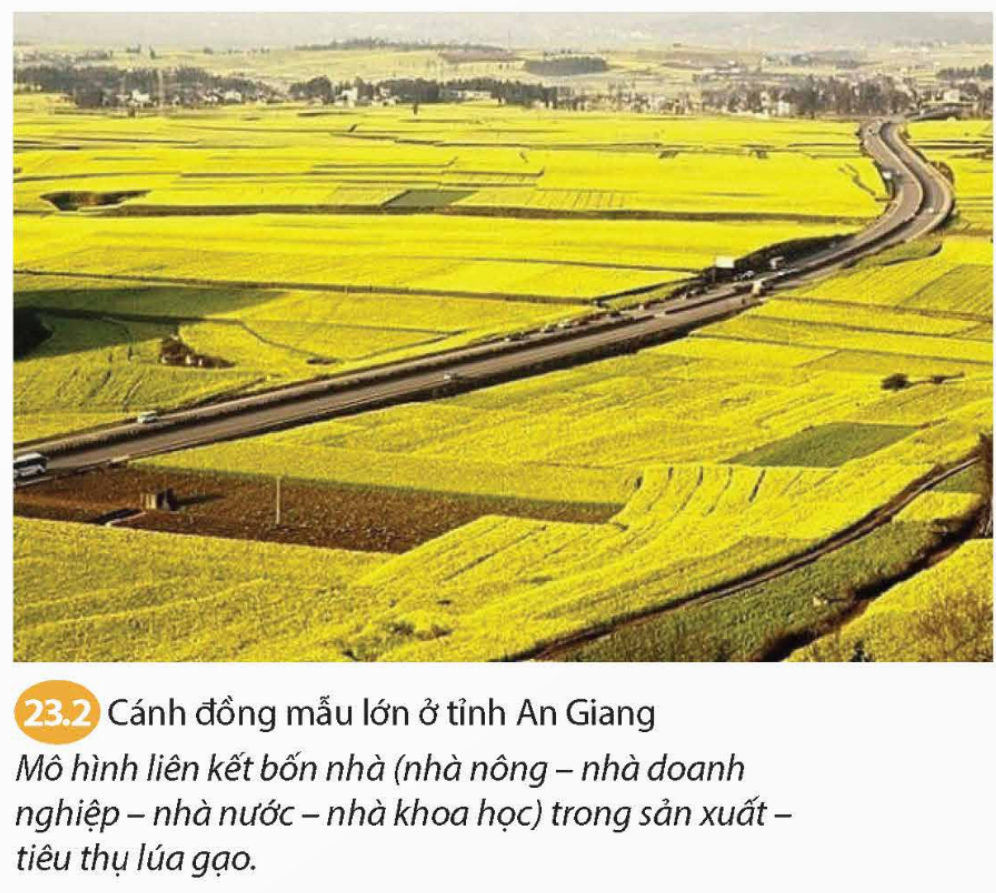 23.2 Cánh đồng mẫu lớn ở tỉnh An Giang
Mô hình liên kết bốn nhà (nhà nông – nhà doanh
nghiệp – nhà nước – nhà khoa học) trong sản xuất –
tiêu thụ lúa gạo.